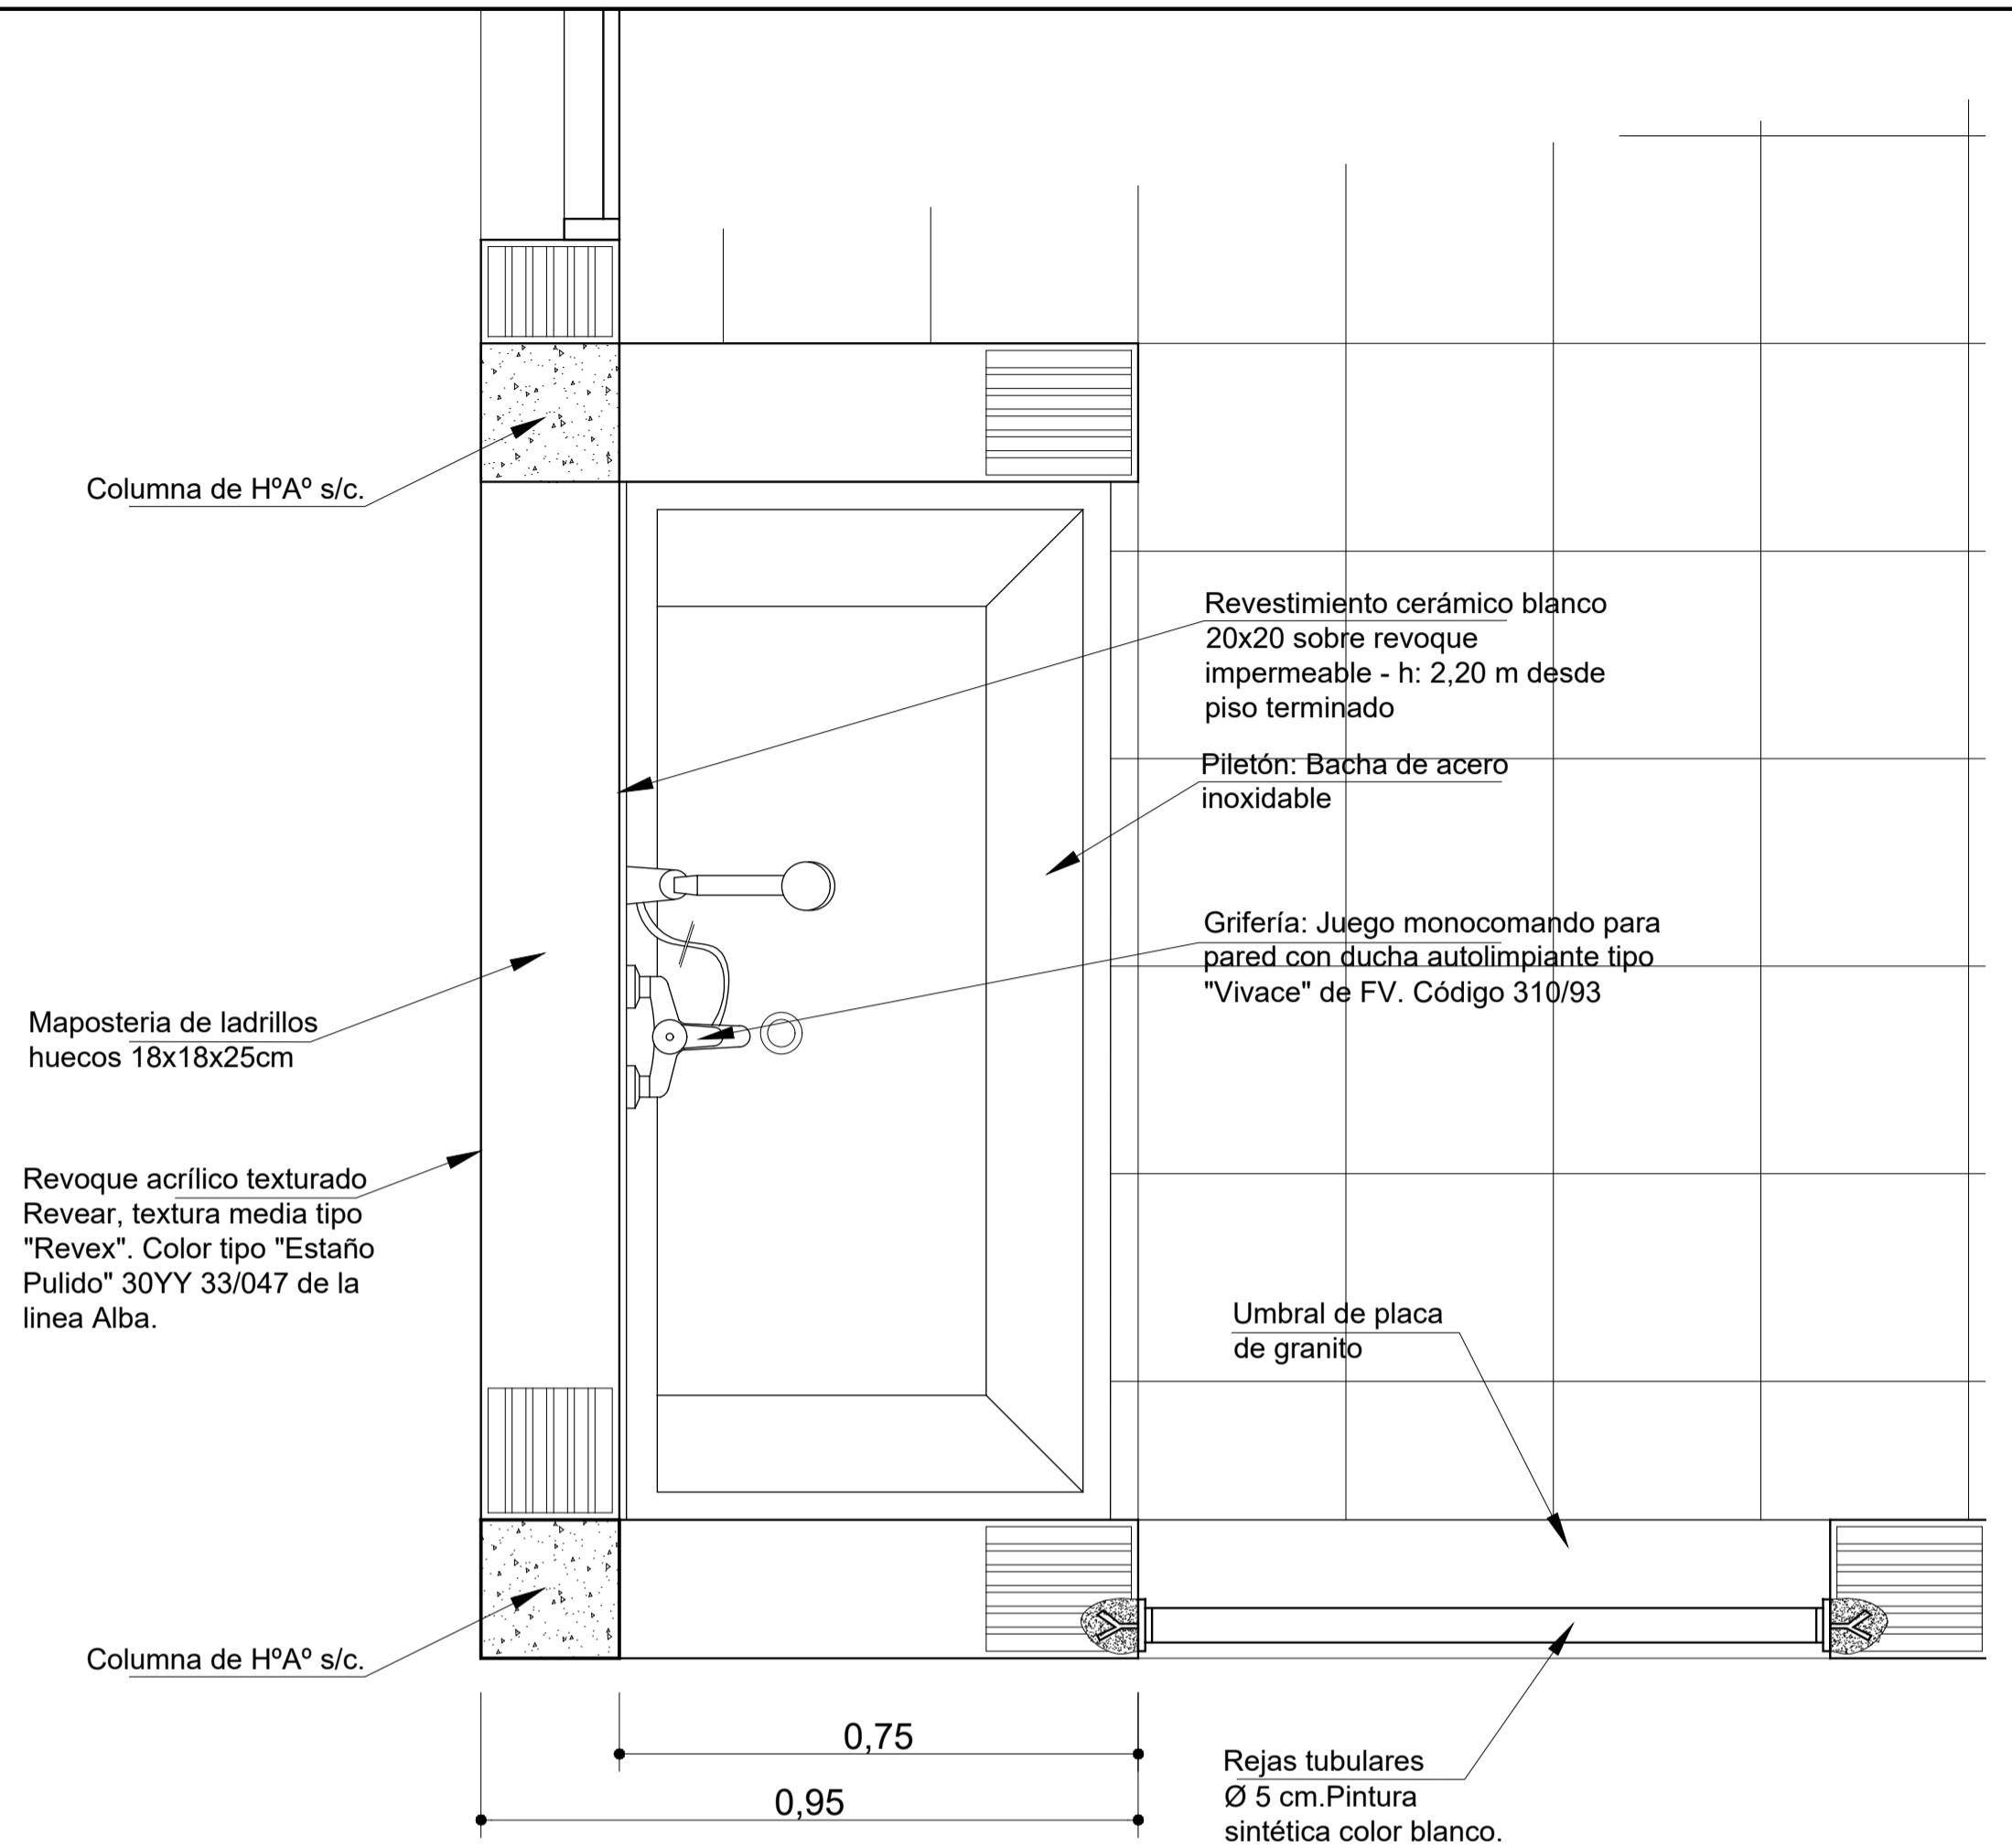 Columna de HºAº s/c.
Revestimiento cerámico blanco
20x20 sobre revoque
impermeable - h: 2,20 m desde
piso terminado
Piletón: Bacha de acero
inoxidable
Grifería: Juego monocomando para
pared con ducha autolimpiante tipo
"Vivace" de FV. Código 310/93
Maposteria de ladrillos
huecos 18x18x25cm
Revoque acrílico texturado
Revear, textura media tipo
"Revex". Color tipo "Estaño
Pulido" 30YY 33/047 de la
linea Alba.
Umbral de placa
de granito
Columna de HºAº s/c.
0,75
0,95
Rejas tubulares
Ø 5 cm.Pintura
sintética color blanco.